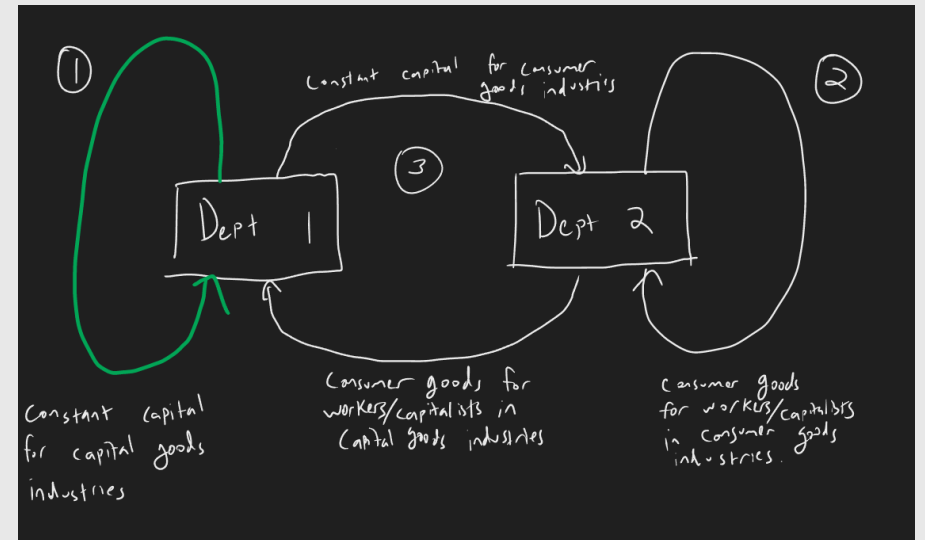 1
Constant capital for consumer
goods industries
2
3
Dept 1
Dept 2
Constant capital
for capital goods
industries
Consumer goods for
workers/capitalists in
Capital goods industries
Consumer goods
for workers/capitalists
in consumer goods
industries.